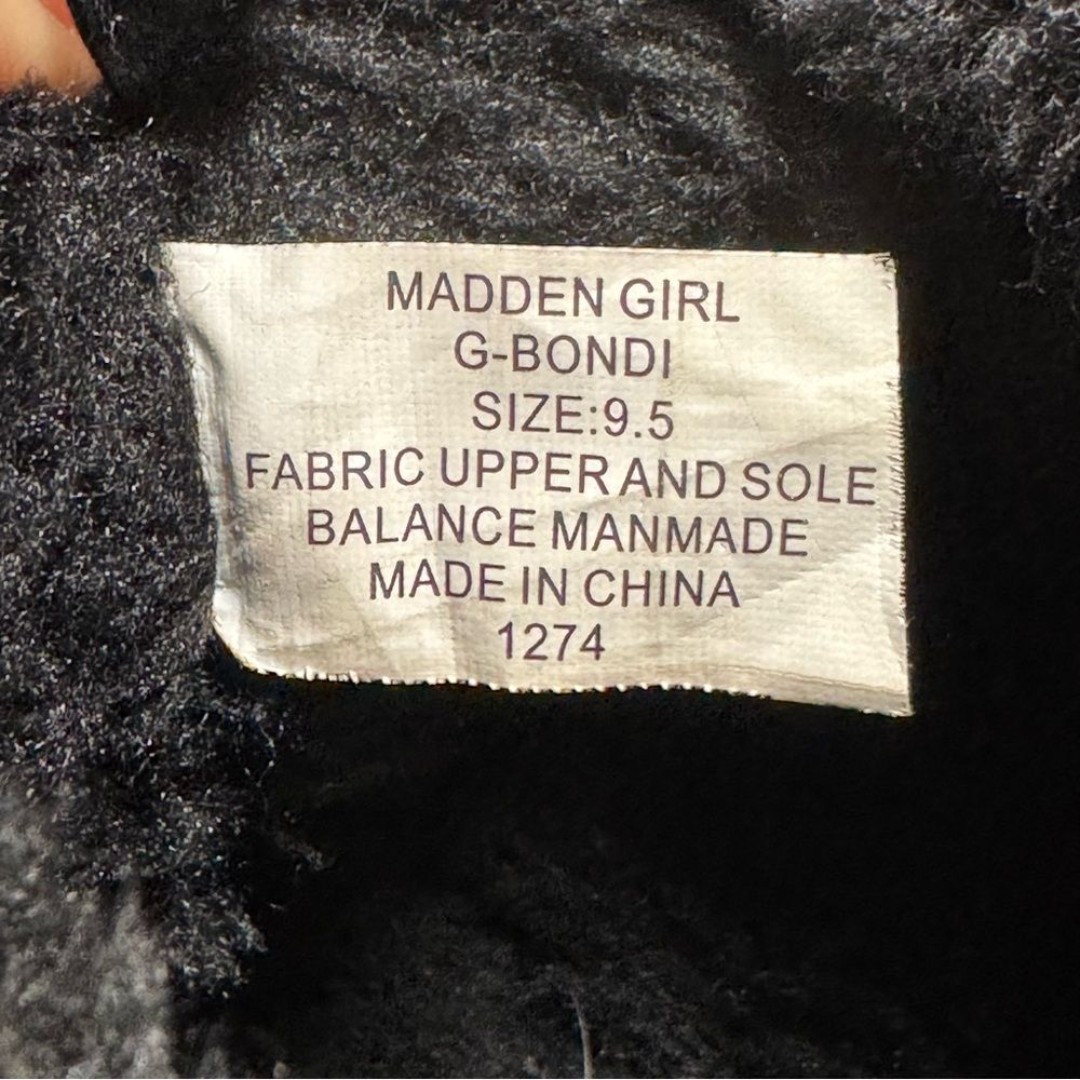 MADDEN GIRL
G-BONDI
SIZE:9.5
FABRIC UPPER AND SOLE
BALANCE MANMADE
MADE IN CHINA
1274